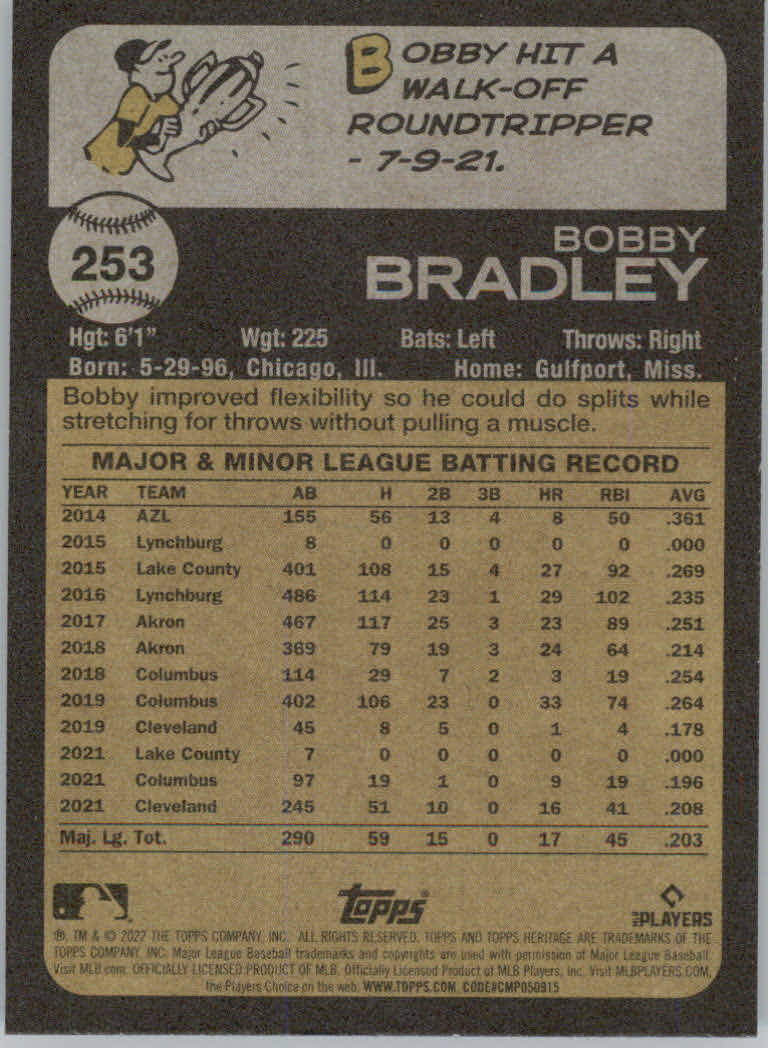 BOBBY HIT A
WALK-OFF
ROUNDTRIPPER
- 7-9-21.
253
BOBBY
BRADLEY
Hgt: 6'1" Wgt: 225 Bats: Left Throws: Right
Born: 5-29-96, Chicago, Ill. Home: Gulfport, Miss.
Bobby improved flexibility so he could do splits while
stretching for throws without pulling a muscle.
MAJOR & MINOR LEAGUE BATTING RECORD
YEAR TEAM AB H 2B 3B HR RBI AVG
2014 AZL 155 56 13 4 8 50 .361
2015 Lynchburg 8 0 0 0 0 0 .000
2015 Lake County 401 108 15 4 27 92 .269
2016 Lynchburg 486 114 23 1 29 102 .235
2017 Akron 467 117 25 3 23 89 .251
2018 Akron 369 79 19 3 24 64 .214
2018 Columbus 114 29 7 2 3 19 .254
2019 Columbus 402 106 23 0 33 74 .264
2019 Cleveland 45 8 5 0 1 4 .178
2021 Lake County 7 0 0 0 0 0 .000
2021 Columbus 97 19 1 0 9 19 .196
2021 Cleveland 245 51 10 0 16 41 .208
Maj. Lg. Tot. 290 59 15 0 17 45 .203
Topps®
MLB PLAYERS
®, TM & © 2022 THE TOPPS COMPANY, INC. ALL RIGHTS RESERVED. TOPPS AND TOPPS HERITAGE ARE TRADEMARKS OF THE
TOPPS COMPANY, INC. Major League Baseball trademarks and copyrights are used with permission of Major League Baseball.
Visit MLB.com. OFFICIALLY LICENSED PRODUCT OF MLB. Officially Licensed Product of MLB Players, Inc. Visit MLBPLAYERS.COM,
the Players Choice on the web. WWW.TOPPS.COM CODE#CMP050915